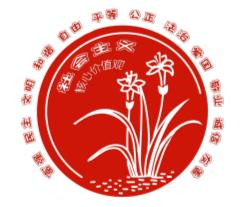 富强 民主 文明 和谐 自由 平等 公正 法治 爱国 敬业 诚信 友善
社会主义
核心价值观